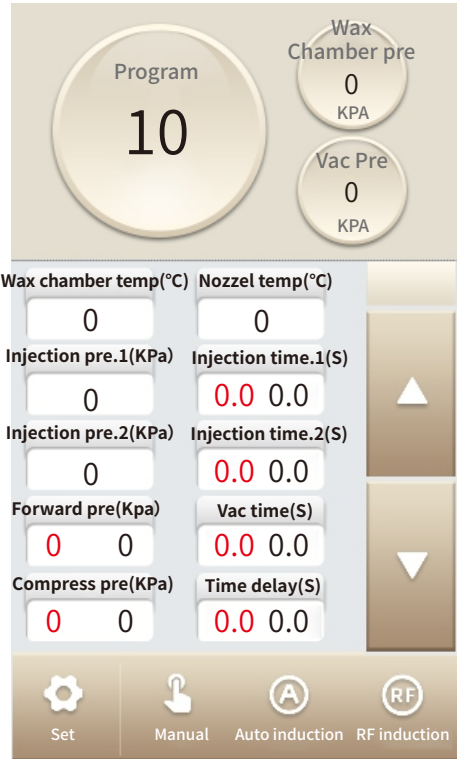 Program
10
Wax
Chamber pre
0
KPA
Vac Pre
0
KPA
Wax chamber temp(°C) Nozzel temp(°C)
0 0
Injection pre.1(KPa) Injection time.1(S)
0 0.0 0.0
Injection pre.2(KPa) Injection time.2(S)
0 0.0 0.0
Forward pre(Kpa) Vac time(S)
0 0 0.0 0.0
Compress pre(KPa) Time delay(S)
0 0 0.0 0.0
A RF
Set Manual Auto induction RF induction